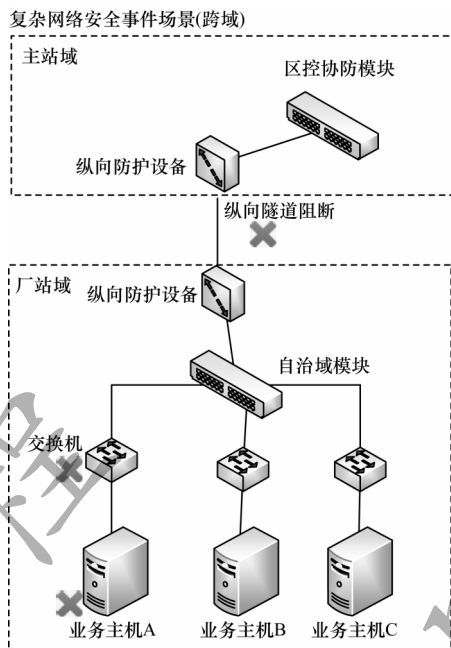 复杂网络安全事件场景(跨域)
主站域
区控协防模块
纵向防护设备
纵向隧道阻断
厂站域
纵向防护设备
自治域模块
交换机
业务主机A
业务主机B
业务主机C
程